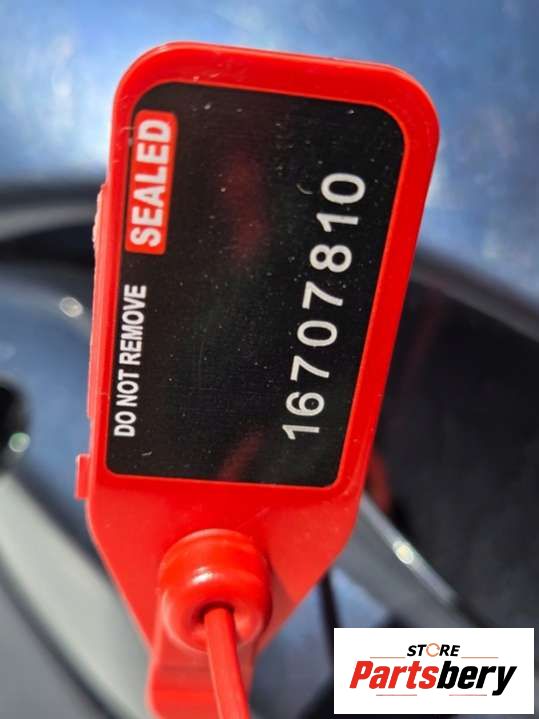 DO NOT REMOVE SEALED
16707810
STORE
Partsbery